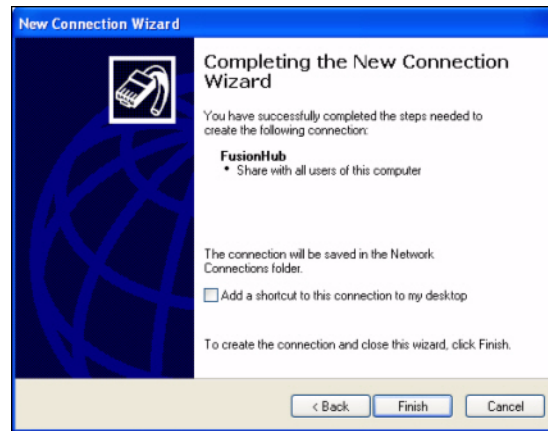 New Connection Wizard
Completing the New Connection
Wizard
You have successfully completed the steps needed to
create the following connection:
FusionHub
• Share with all users of this computer
The connection will be saved in the Network
Connections folder.
Add a shortcut to this connection to my desktop
To create the connection and close this wizard, click Finish.
< Back Finish Cancel